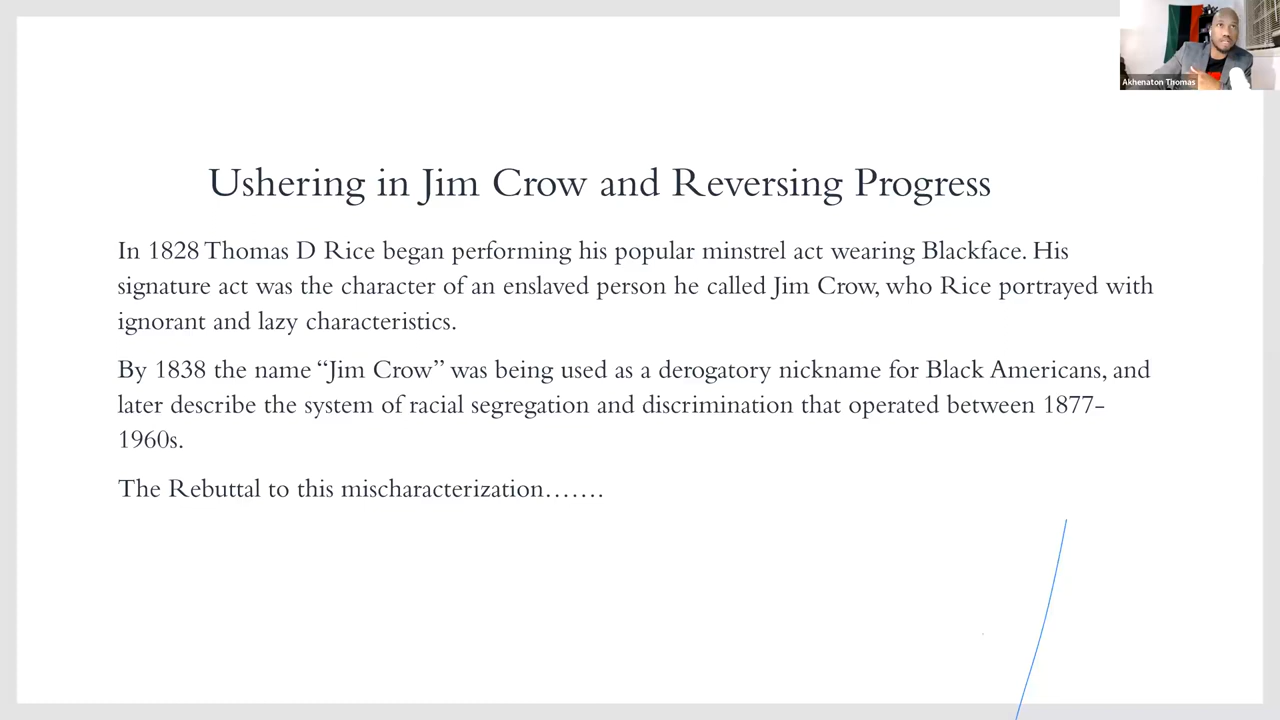 Akhenaton Thomas
Ushering in Jim Crow and Reversing Progress
In 1828 Thomas D Rice began performing his popular minstrel act wearing Blackface. His
signature act was the character of an enslaved person he called Jim Crow, who Rice portrayed with
ignorant and lazy characteristics.
By 1838 the name “Jim Crow” was being used as a derogatory nickname for Black Americans, and
later describe the system of racial segregation and discrimination that operated between 1877-
1960s.
The Rebuttal to this mischaracterization…….